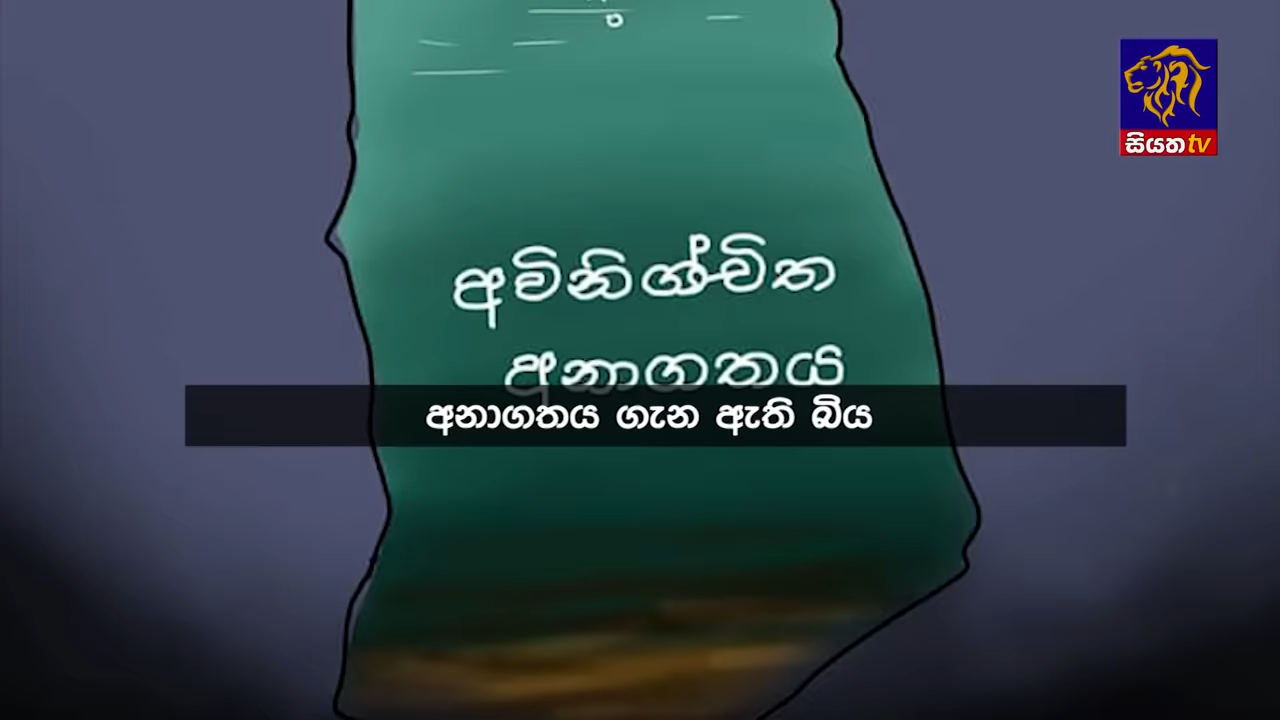 සියත tv
අවිනිශ්චිත
අනාගතය
අනාගතය ගැන ඇති බිය